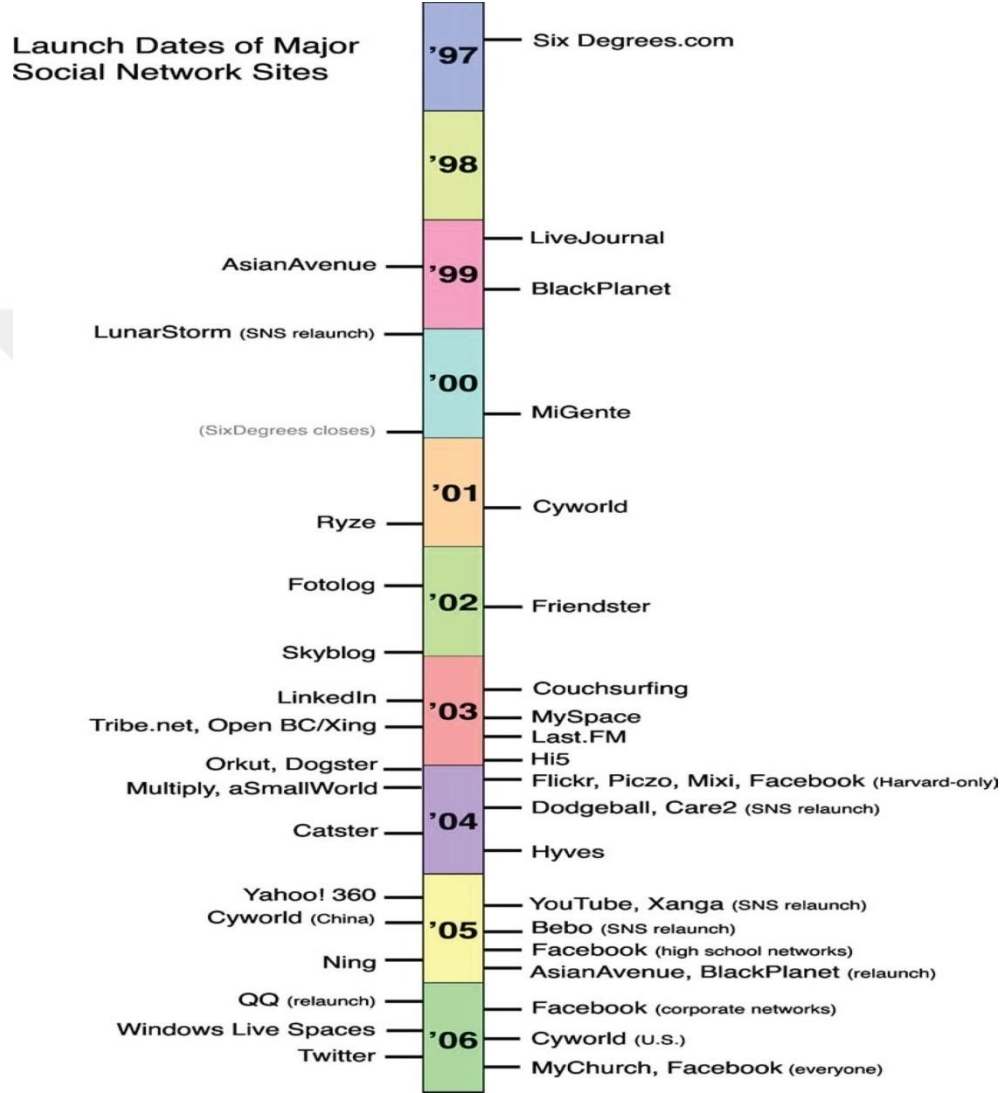 Launch Dates of Major
Social Network Sites
'97
Six Degrees.com
'98
LiveJournal
AsianAvenue
'99
BlackPlanet
LunarStorm (SNS relaunch)
'00
MiGente
(SixDegrees closes)
'01
Cyworld
Ryze
Fotolog
'02
Friendster
Skyblog
Couchsurfing
LinkedIn
'03
MySpace
Tribe.net, Open BC/Xing
Last.FM
Hi5
Orkut, Dogster
Flickr, Piczo, Mixi, Facebook (Harvard-only)
Multiply, aSmallWorld
Dodgeball, Care2 (SNS relaunch)
'04
Catster
Hyves
Yahoo! 360
YouTube, Xanga (SNS relaunch)
Cyworld (China)
'05
Bebo (SNS relaunch)
Facebook (high school networks)
Ning
AsianAvenue, BlackPlanet (relaunch)
QQ (relaunch)
Facebook (corporate networks)
Windows Live Spaces
'06
Cyworld (U.S.)
Twitter
MyChurch, Facebook (everyone)